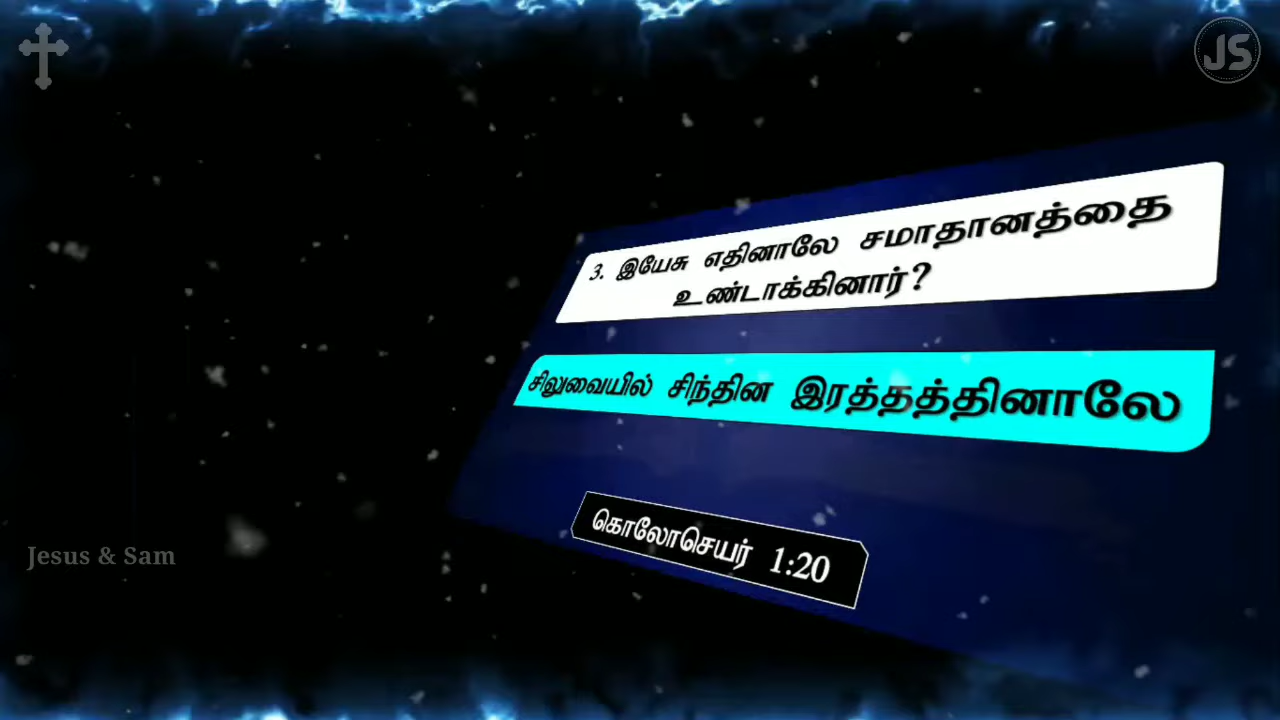 JS
3. இயேசு எதினாலே சமாதானத்தை
உண்டாக்கினார்?
சிலுவையில் சிந்தின இரத்தத்தினாலே
கொலோசெயர் 1:20
Jesus & Sam